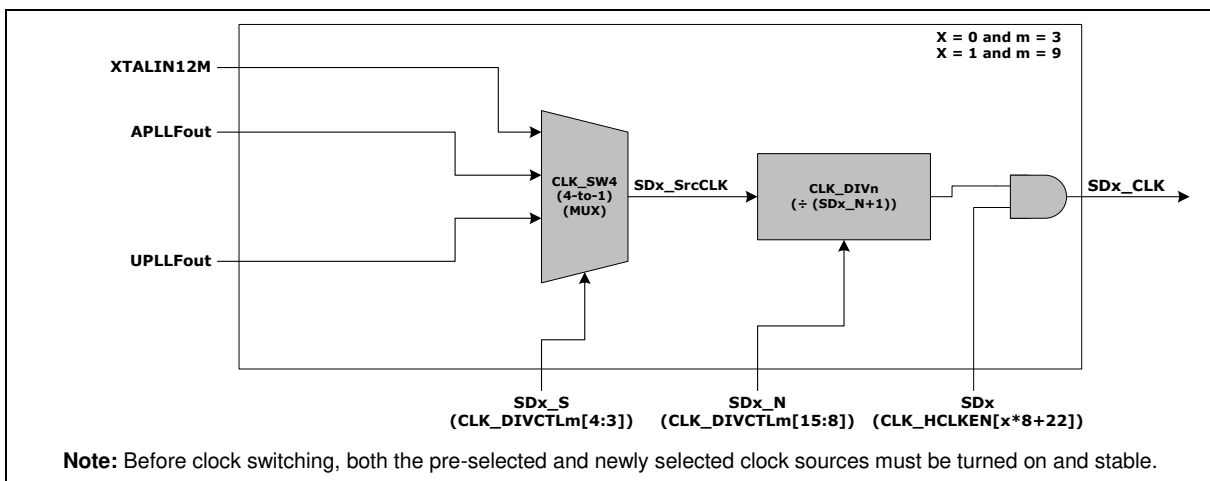 X = 0 and m = 3
X = 1 and m = 9
XTALIN12M
APLLFout
UPLLFout
CLK_SW4
(4-to-1)
(MUX)
SDx_SrcCLK
CLK_DIVn
(÷ (SDx_N+1))
SDx_CLK
SDx_S
(CLK_DIVCTLm[4:3])
SDx_N
(CLK_DIVCTLm[15:8])
SDx
(CLK_HCLKEN[x*8+22])
Note: Before clock switching, both the pre-selected and newly selected clock sources must be turned on and stable.